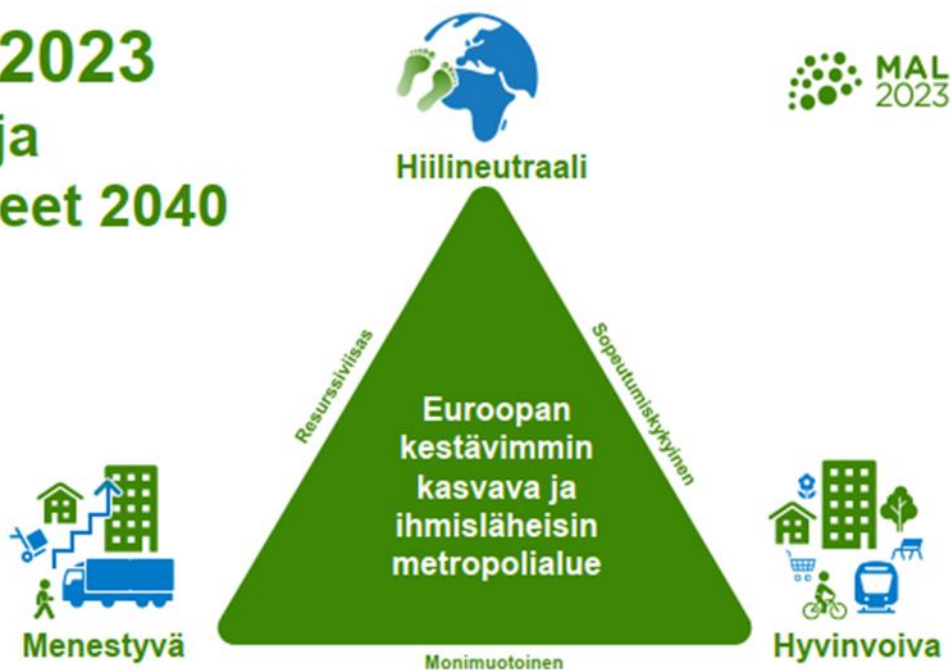 2023
ja
eet 2040
MAL
2023
Hiilineutraali
Resurssiviisas
Sopeutumiskykyinen
Euroopan
kestävimmin
kasvava ja
ihmisläheisin
metropolialue
Menestyvä
Monimuotoinen
Hyvinvoiva